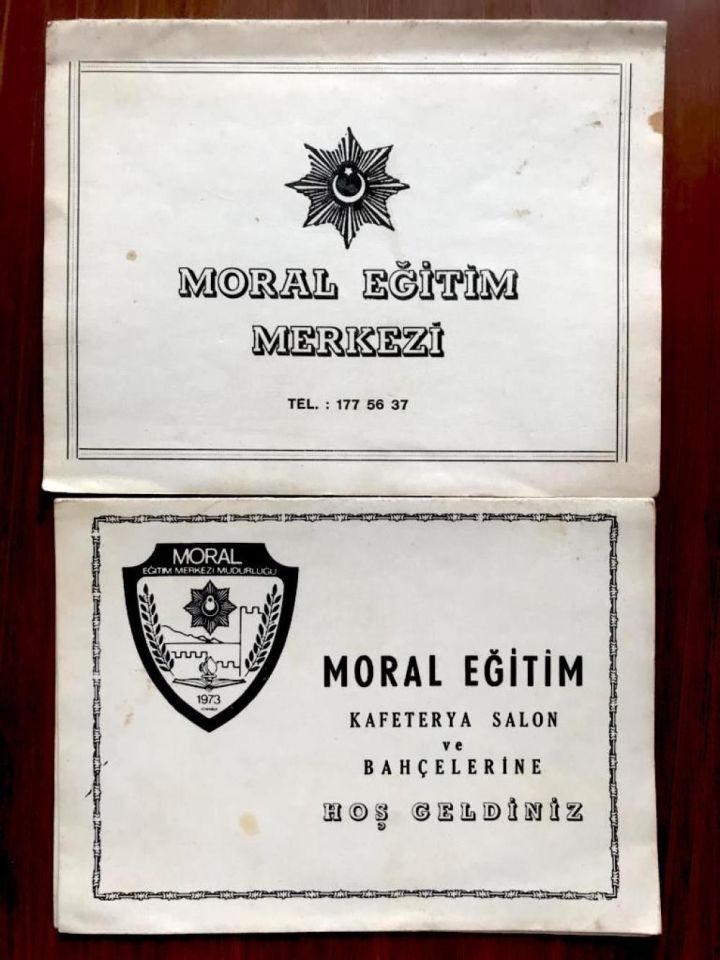 MORAL EĞİTİM
MERKEZİ
TEL. : 177 56 37
MORAL
EĞİTİM MERKEZİ MÜDÜRLÜĞÜ
1973
MORAL EĞİTİM
KAFETERYA SALON
ve
BAHÇELERİNE
HOŞ GELDİNİZ